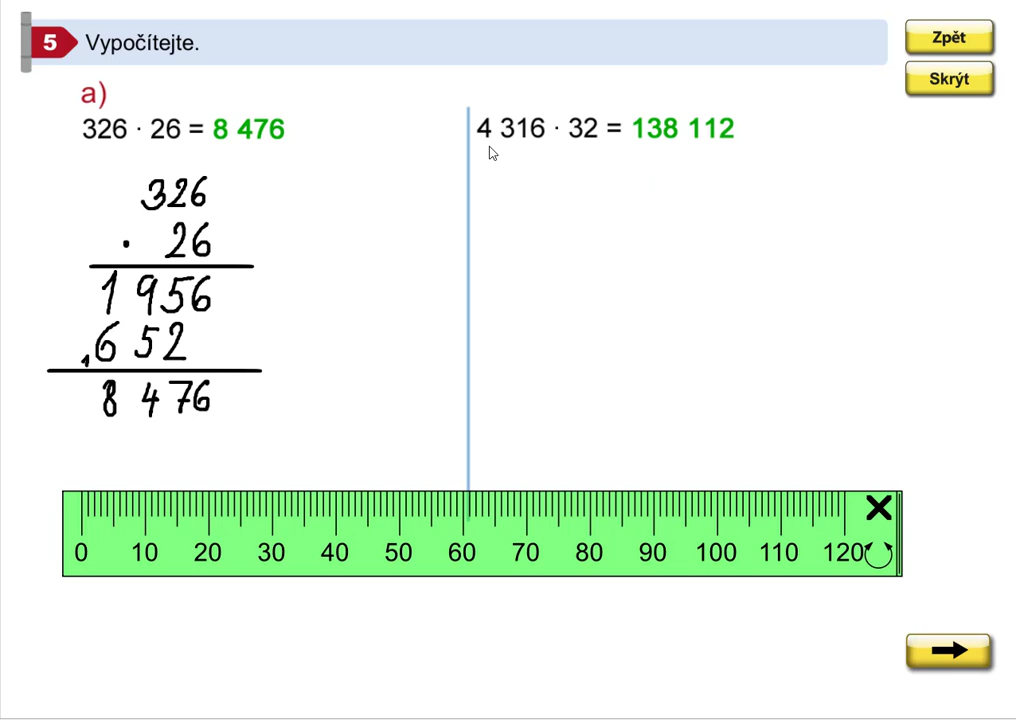 5 Vypočítejte.
Zpět
Skrýt
a)
326 · 26 = 8 476
4 316 · 32 = 138 112
326
· 26
1956
652
8 476
0 10 20 30 40 50 60 70 80 90 100 110 120